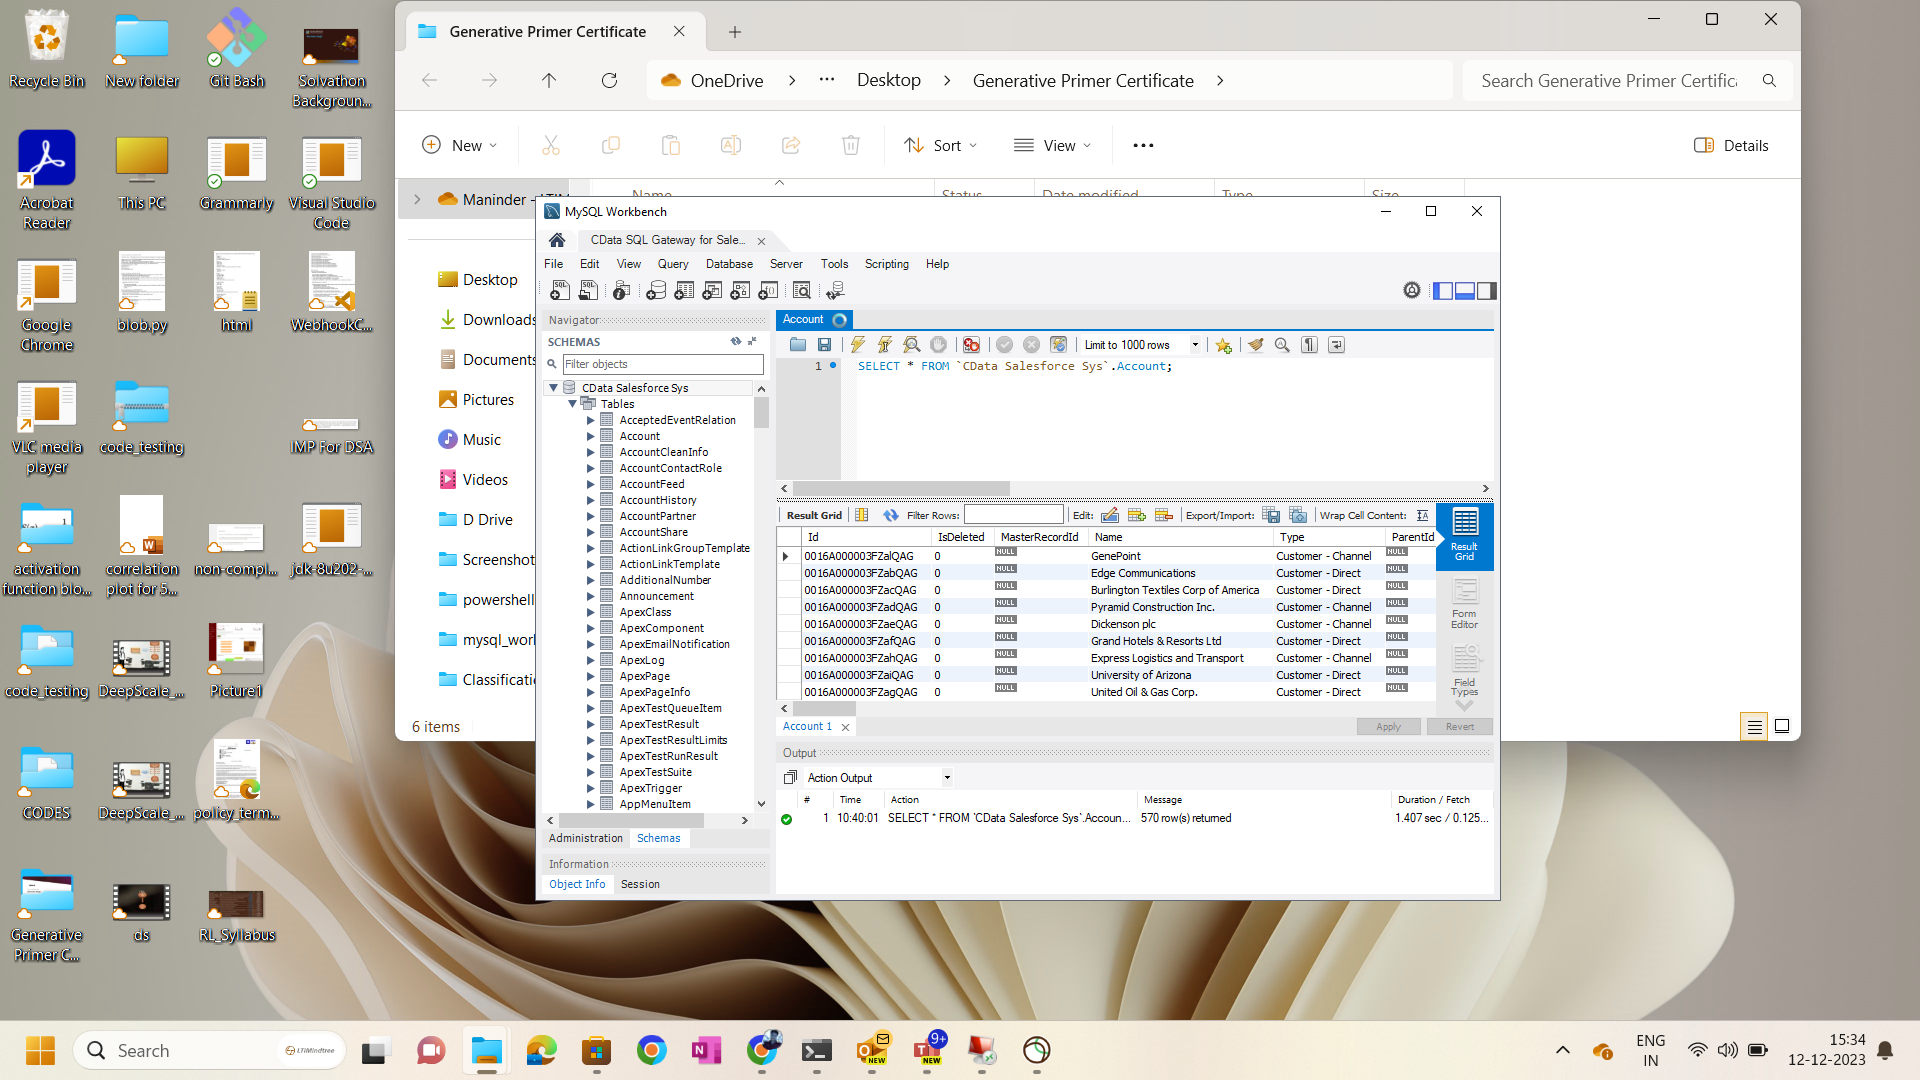 Recycle Bin
New folder
Git Bash
Solvathon
Backgroun...
Acrobat
Reader
This PC
Grammarly
Visual Studio
Code
Google
Chrome
blob.py
html
WebhookC...
VLC media
player
code_testing
IMP For DSA
activation
function blo...
correlation
plot for 5...
non-compl...
jdk-8u202-...
code_testing
DeepScale_...
Picture1
CODES
DeepScale_...
policy_term...
Generative
Primer C...
ds
RL_Syllabus
Generative Primer Certificate
OneDrive
Desktop
Generative Primer Certificate
Search Generative Primer Certific
New
Sort
View
Details
Name
Status
Date modified
Type
Size
Maninder -
Desktop
Downloads
Documents
Pictures
Music
Videos
D Drive
Screenshot
powershell
mysql_wor
Classificati
6 items
MySQL Workbench
CData SQL Gateway for Sale...
File Edit View Query Database Server Tools Scripting Help
Navigator
SCHEMAS
Filter objects
CData Salesforce Sys
Tables
AcceptedEventRelation
Account
AccountCleanInfo
AccountContactRole
AccountFeed
AccountHistory
AccountPartner
AccountShare
ActionLinkGroupTemplate
ActionLinkTemplate
AdditionalNumber
Announcement
ApexClass
ApexComponent
ApexEmailNotification
ApexLog
ApexPage
ApexPageInfo
ApexTestQueueItem
ApexTestResult
ApexTestResultLimits
ApexTestRunResult
ApexTestSuite
ApexTrigger
AppMenuItem
Administration Schemas
Information
Object Info Session
Account
Limit to 1000 rows
1 SELECT * FROM `CData Salesforce Sys`.Account;
Result Grid Filter Rows: Edit: Export/Import: Wrap Cell Content:
Id IsDeleted MasterRecordId Name Type ParentId
0016A000003FZalQAG 0 NULL GenePoint Customer - Channel NULL
0016A000003FZabQAG 0 NULL Edge Communications Customer - Direct NULL
0016A000003FZacQAG 0 NULL Burlington Textiles Corp of America Customer - Direct NULL
0016A000003FZadQAG 0 NULL Pyramid Construction Inc. Customer - Channel NULL
0016A000003FZaeQAG 0 NULL Dickenson plc Customer - Channel NULL
0016A000003FZafQAG 0 NULL Grand Hotels & Resorts Ltd Customer - Direct NULL
0016A000003FZahQAG 0 NULL Express Logistics and Transport Customer - Channel NULL
0016A000003FZaiQAG 0 NULL University of Arizona Customer - Direct NULL
0016A000003FZagQAG 0 NULL United Oil & Gas Corp. Customer - Direct NULL
Result
Grid
Form
Editor
Field
Types
Account 1
Apply Revert
Output
Action Output
# Time Action Message Duration / Fetch
1 10:40:01 SELECT * FROM `CData Salesforce Sys`.Accoun... 570 row(s) returned 1.407 sec / 0.125...
Search
LTIMindtree
NEW
9+
NEW
ENG
IN
15:34
12-12-2023